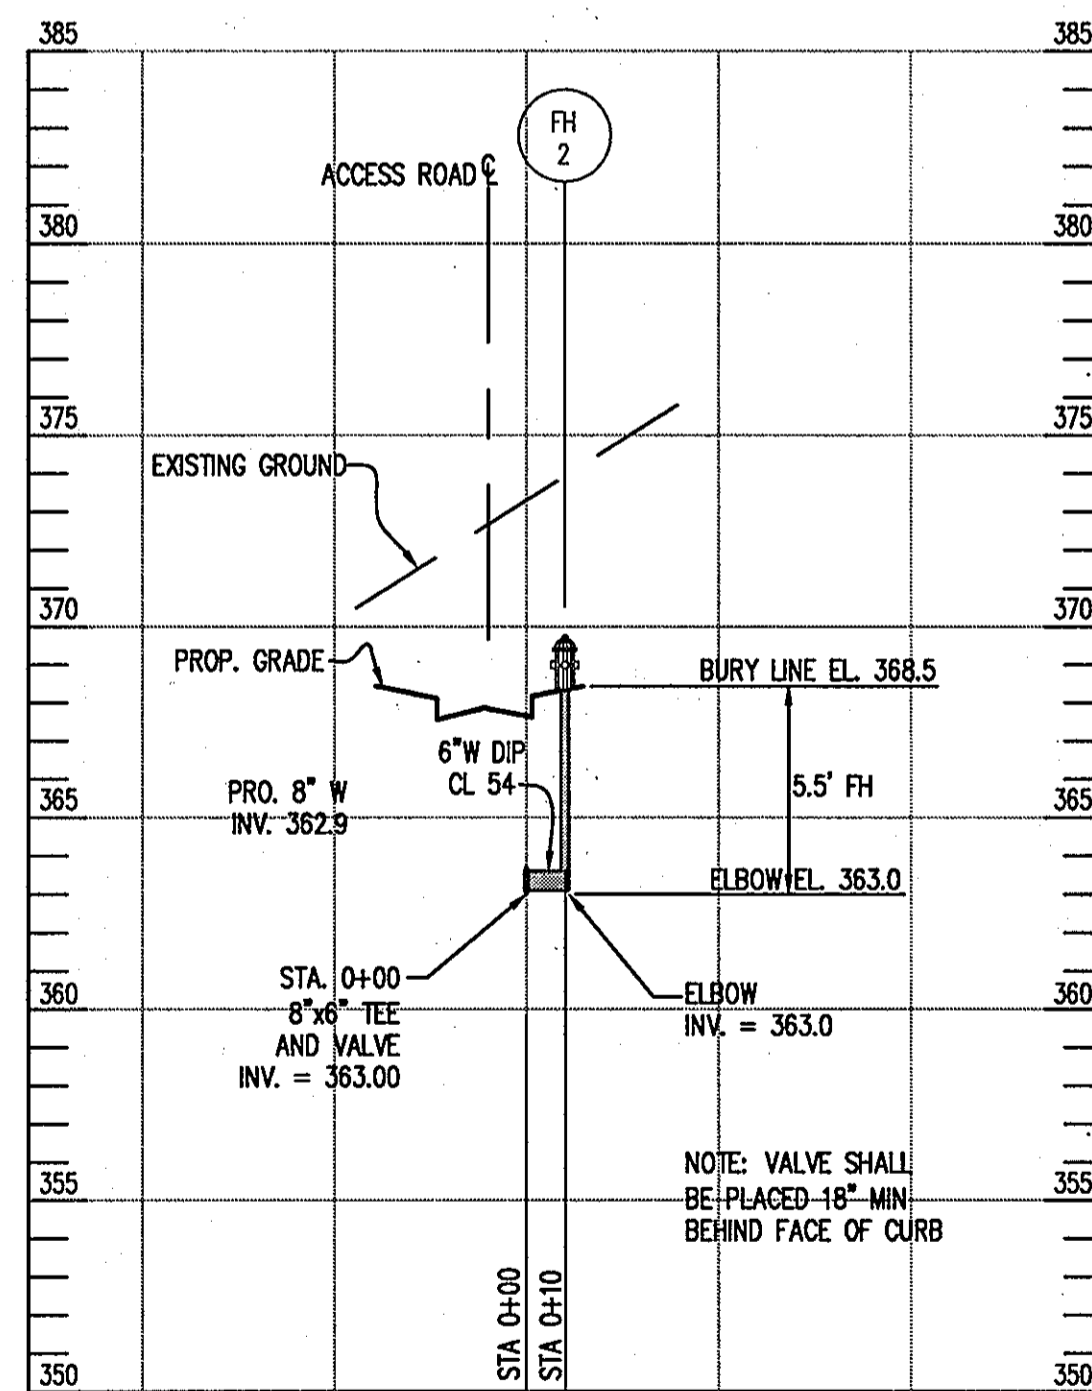 385 385
FH
2
ACCESS ROAD ℄
380 380
375 375
EXISTING GROUND
370 370
PROP. GRADE
BURY LINE EL. 368.5
6"W DIP
CL 54
5.5' FH
PRO. 8" W
INV. 362.9
365 365
ELBOW EL. 363.0
STA. 0+00
8"x6" TEE
AND VALVE
INV. = 363.00
ELBOW
INV. = 363.0
360 360
NOTE: VALVE SHALL
BE PLACED 18" MIN
BEHIND FACE OF CURB
355 355
STA 0+00
STA 0+10
350 350